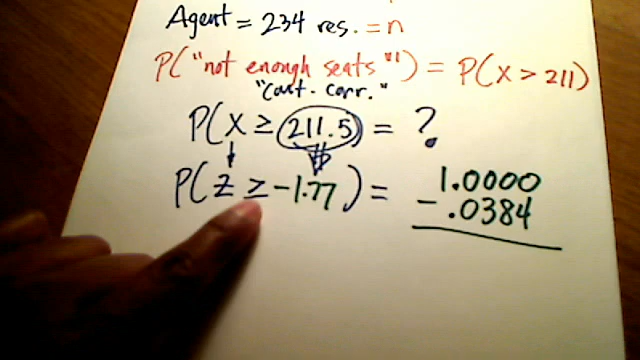 Agent = 234 res. = n
P("not enough seats"') = P(X > 211)
"Cont. Corr."
P(X ≥ 211.5) = ?
P(Z ≥ -1.77) = 1.0000
- .0384